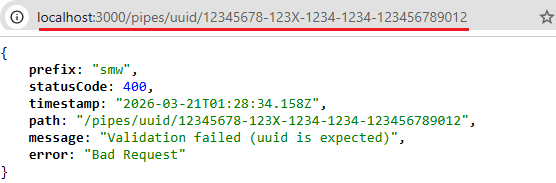 localhost:3000/pipes/uuid/12345678-123X-1234-1234-123456789012
{
prefix: "smw",
statusCode: 400,
timestamp: "2026-03-21T01:28:34.158Z",
path: "/pipes/uuid/12345678-123X-1234-1234-123456789012",
message: "Validation failed (uuid is expected)",
error: "Bad Request"
}